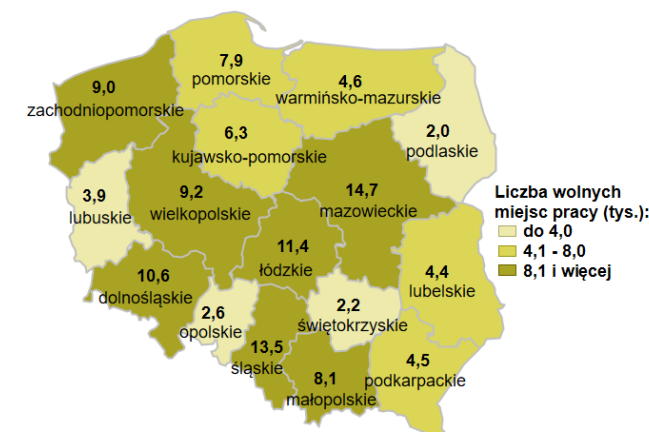 7,9
pomorskie
4,6
warmińsko-mazurskie
9,0
zachodniopomorskie
6,3
kujawsko-pomorskie
2,0
podlaskie
3,9
lubuskie
9,2
wielkopolskie
14,7
mazowieckie
Liczba wolnych
miejsc pracy (tys.):
do 4,0
4,1 - 8,0
8,1 i więcej
11,4
łódzkie
10,6
dolnośląskie
4,4
lubelskie
2,6
opolskie
2,2
świętokrzyskie
13,5
śląskie
8,1
małopolskie
4,5
podkarpackie